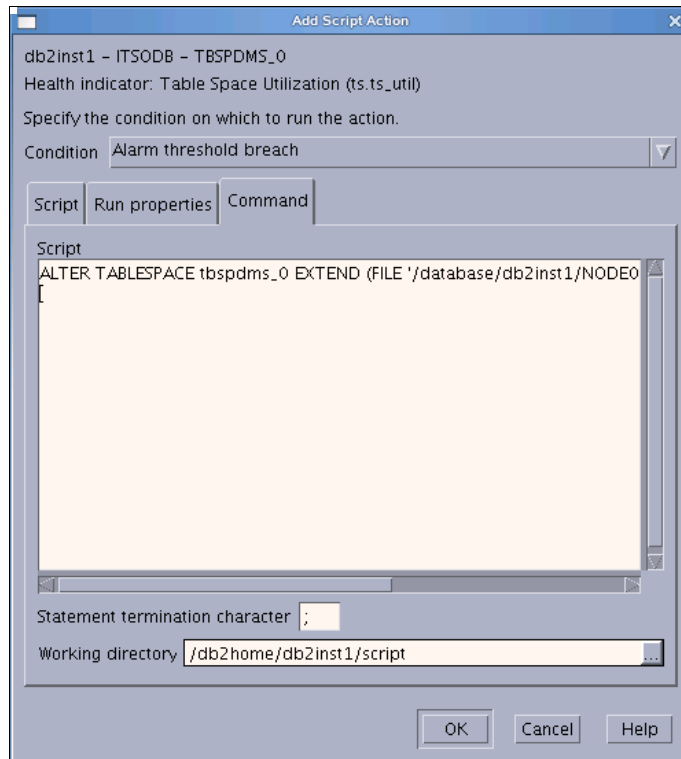 Add Script Action
db2inst1 – ITSODB – TBSPDMS_0
Health indicator: Table Space Utilization (ts.ts_util)
Specify the condition on which to run the action.
Condition Alarm threshold breach
Script Run properties Command
Script
ALTER TABLESPACE tbspdms_0 EXTEND (FILE '/database/db2inst1/NODE0
[
Statement termination character ;
Working directory /db2home/db2inst1/script ...
OK Cancel Help